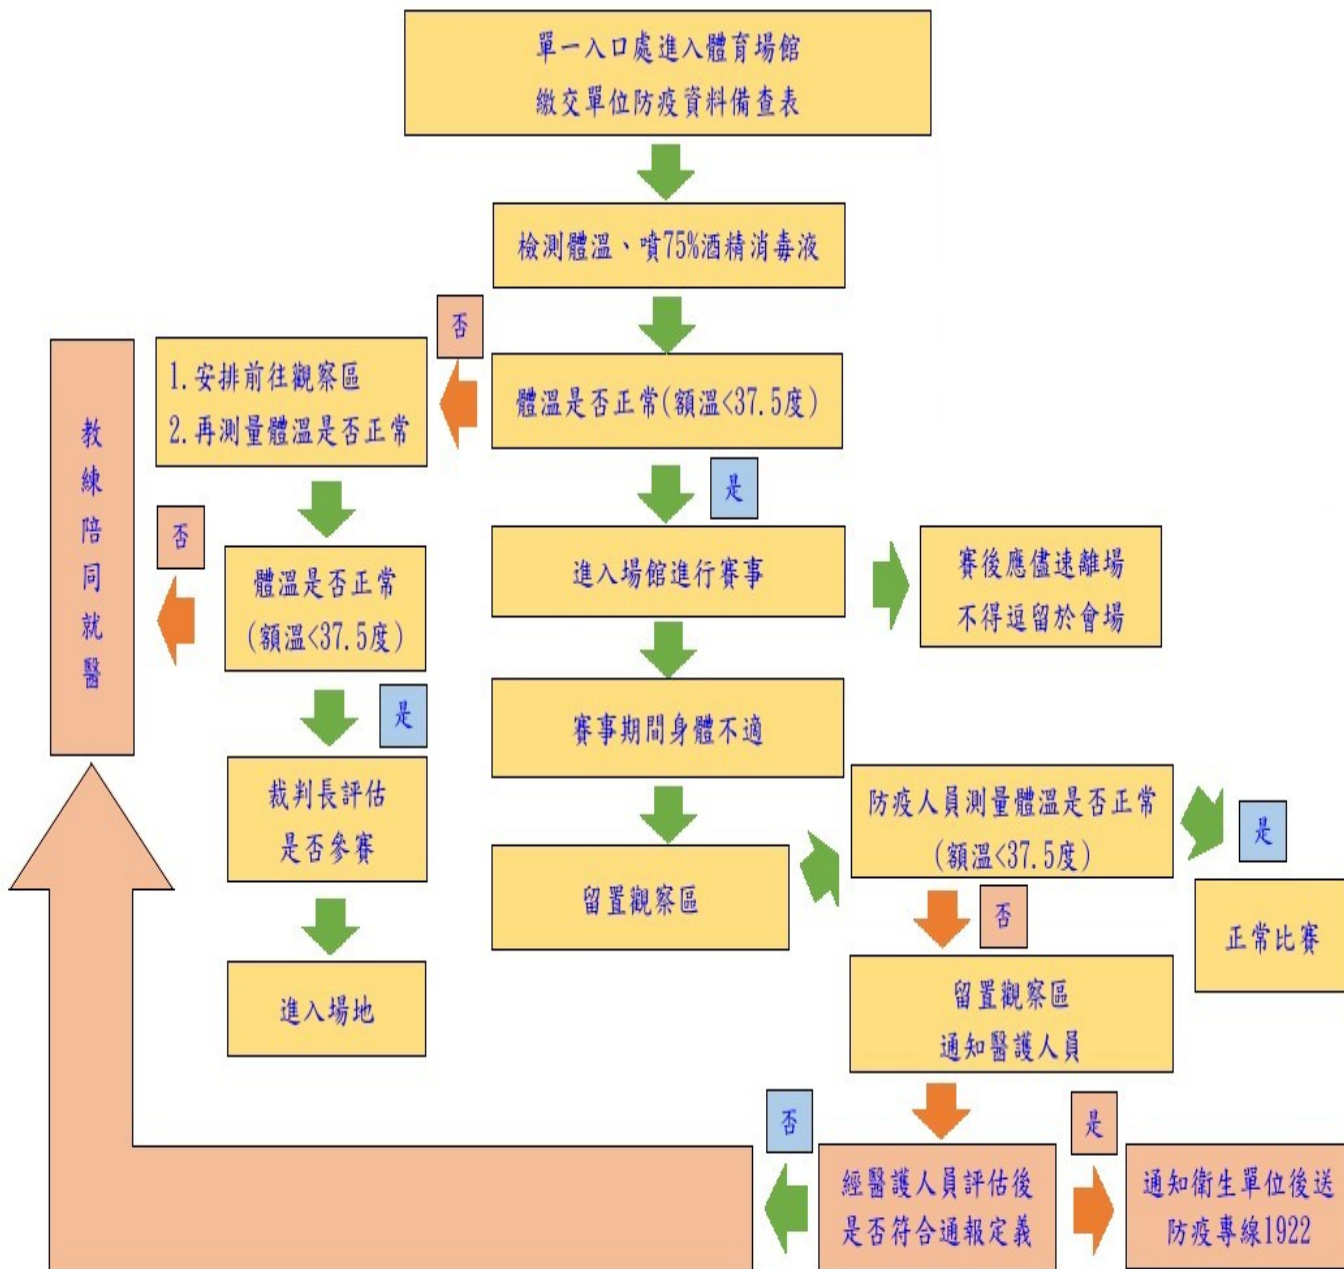 單一入口處進入體育場館
繳交單位防疫資料備查表
檢測體溫、噴75%酒精消毒液
否
體溫是否正常(額溫<37.5度)
1.安排前往觀察區
2.再測量體溫是否正常
教
練
陪
同
就
醫
是
否
體溫是否正常
(額溫<37.5度)
進入場館進行賽事
賽後應儘速離場
不得逗留於會場
是
賽事期間身體不適
裁判長評估
是否參賽
防疫人員測量體溫是否正常
(額溫<37.5度)
是
留置觀察區
否
正常比賽
進入場地
留置觀察區
通知醫護人員
否
是
經醫護人員評估後
是否符合通報定義
通知衛生單位後送
防疫專線1922